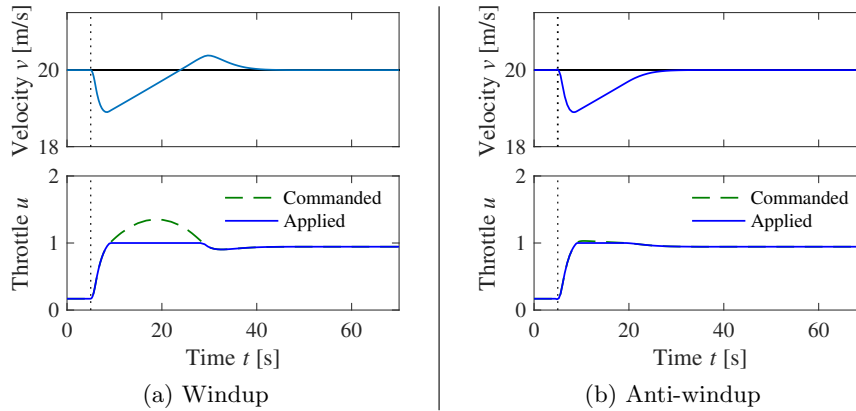 Velocity v [m/s]
20
18
Throttle u
2
1
0
Commanded
Applied
0 20 40 60
Time t [s]
(a) Windup
Velocity v [m/s]
20
18
Throttle u
2
1
0
Commanded
Applied
0 20 40 60
Time t [s]
(b) Anti-windup